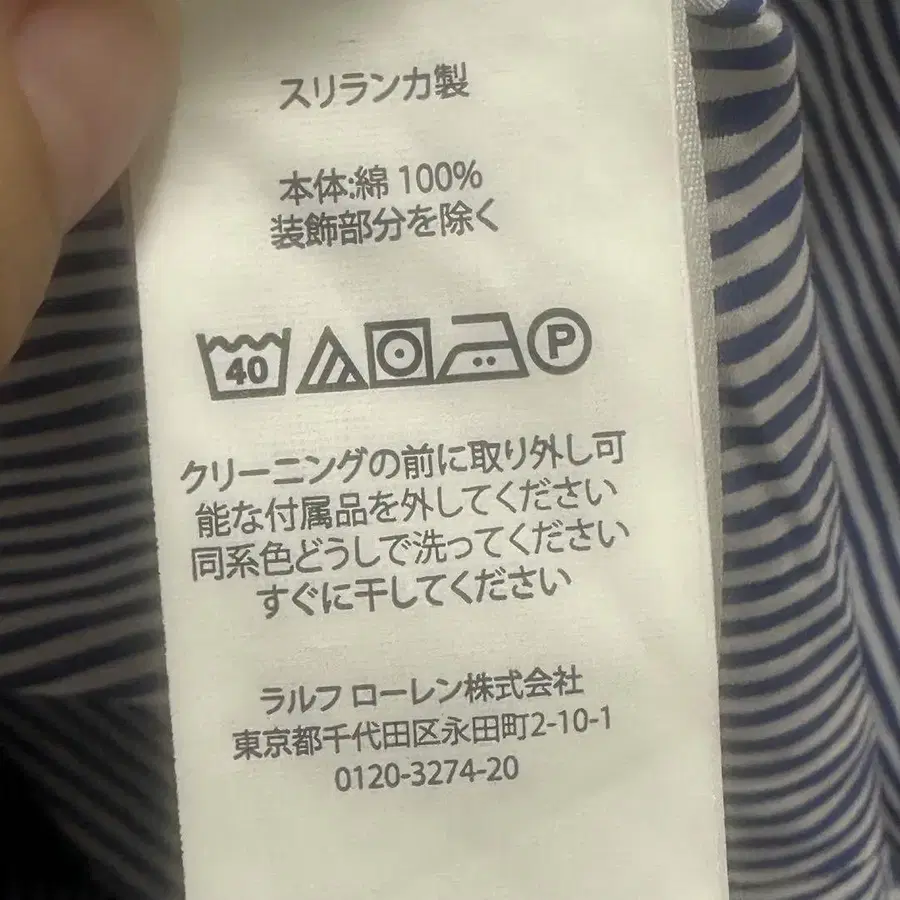 スリランカ製
本体:綿 100%
装飾部分を除く
40 P
クリーニングの前に取り外し可
能な付属品を外してください
同系色どうしで洗ってください
すぐに干してください
ラルフ ローレン株式会社
東京都千代田区永田町2-10-1
0120-3274-20